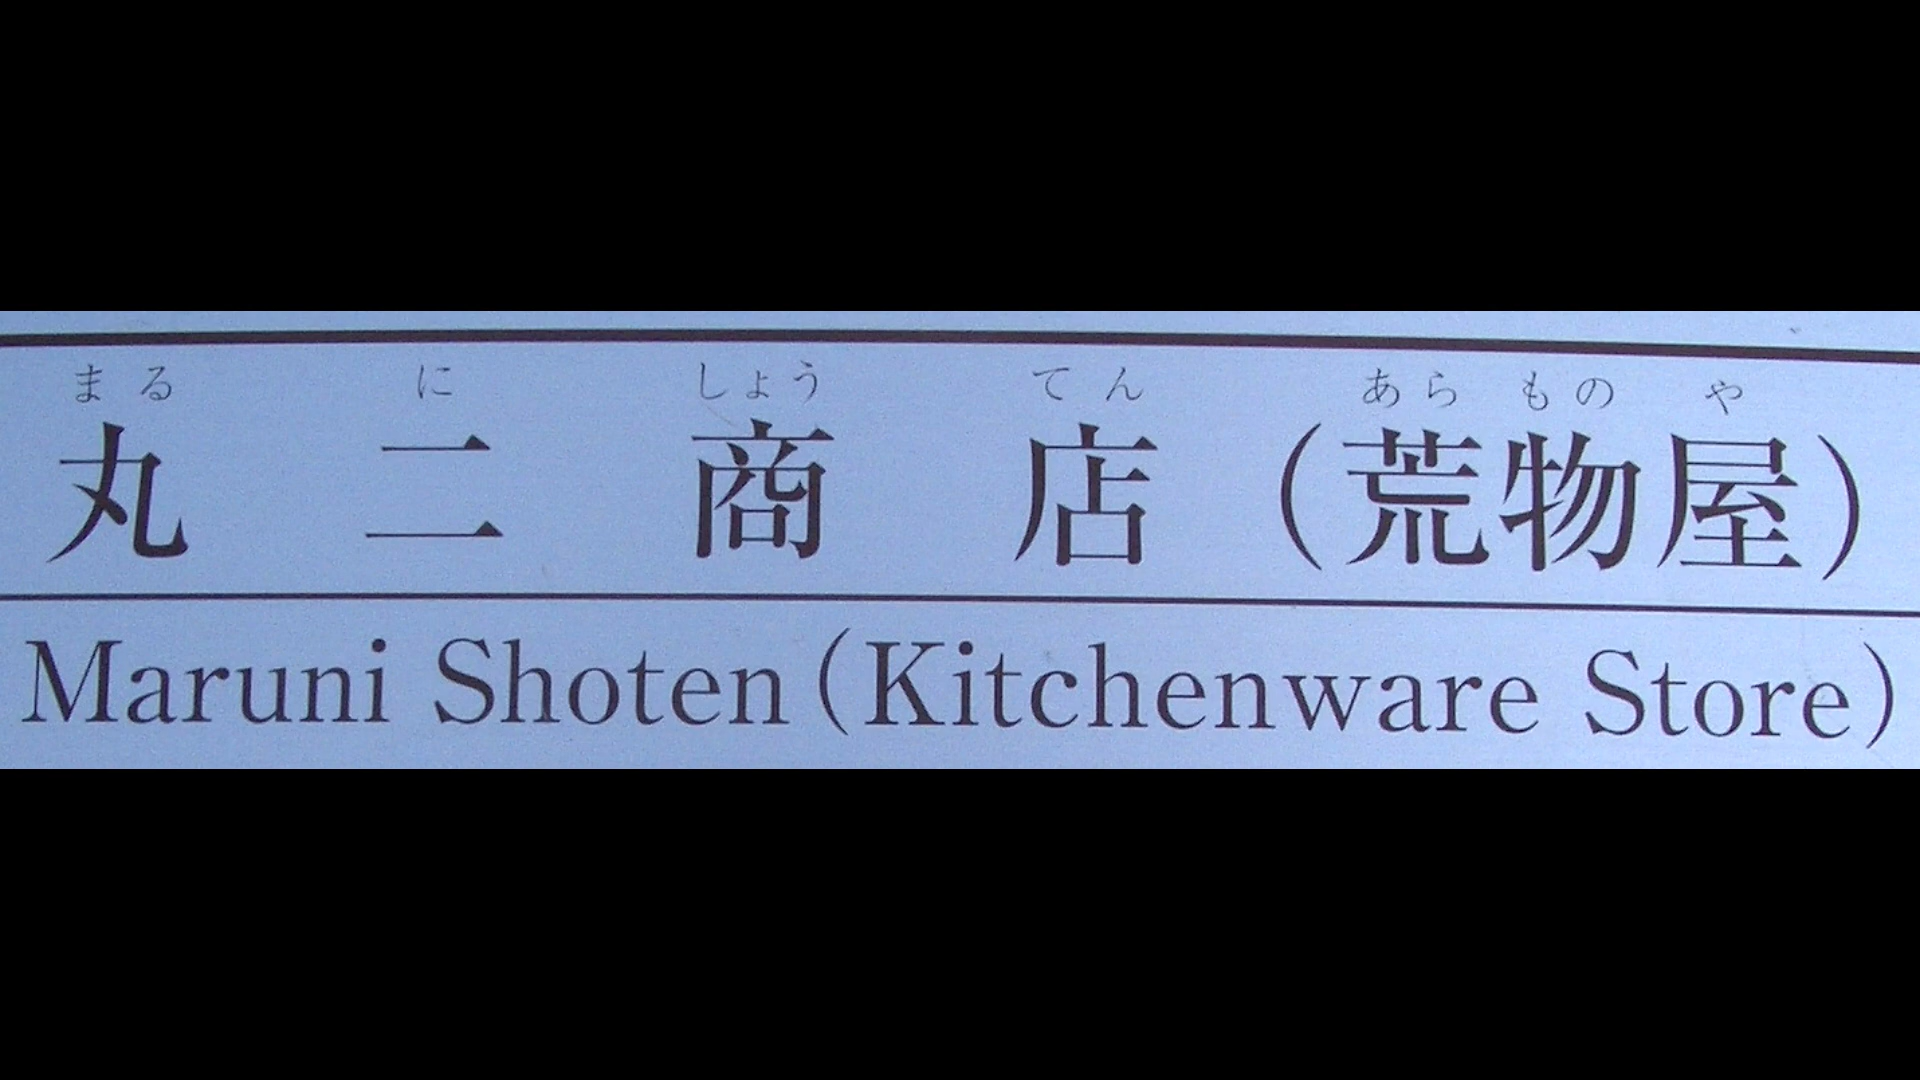 まる に しょう てん あら もの や
丸二商店（荒物屋）
Maruni Shoten (Kitchenware Store)